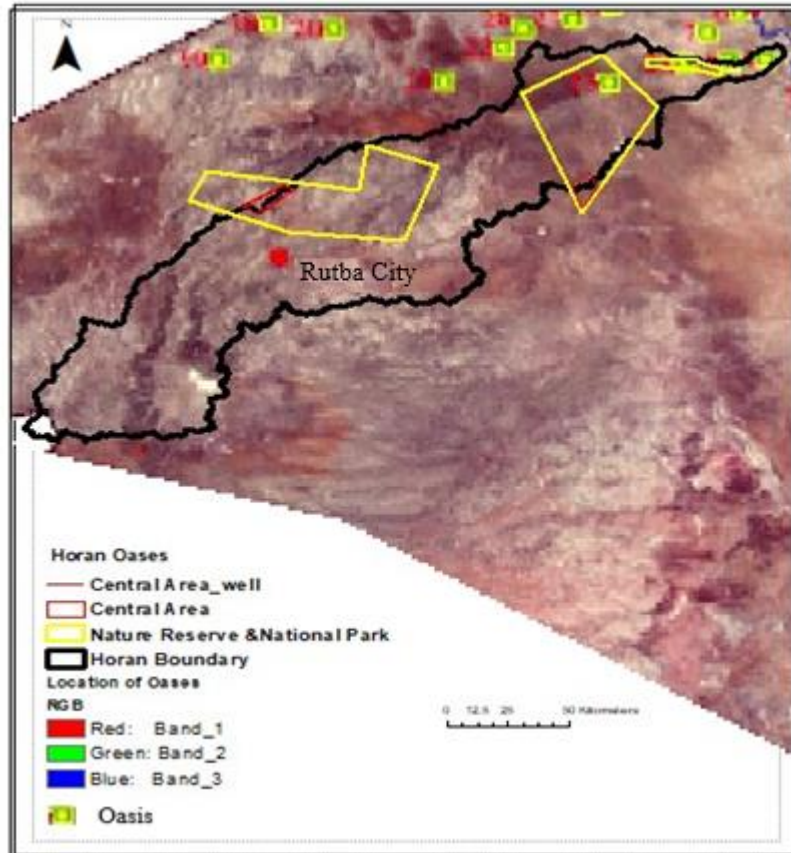 Z
Rutba City
Horan Oases
Central Area_well
Central Area
Nature Reserve &National Park
Horan Boundary
Location of Oases
RGB
Red: Band_1
Green: Band_2
Blue: Band_3
Oasis
0 12.5 25 50 Kilometers